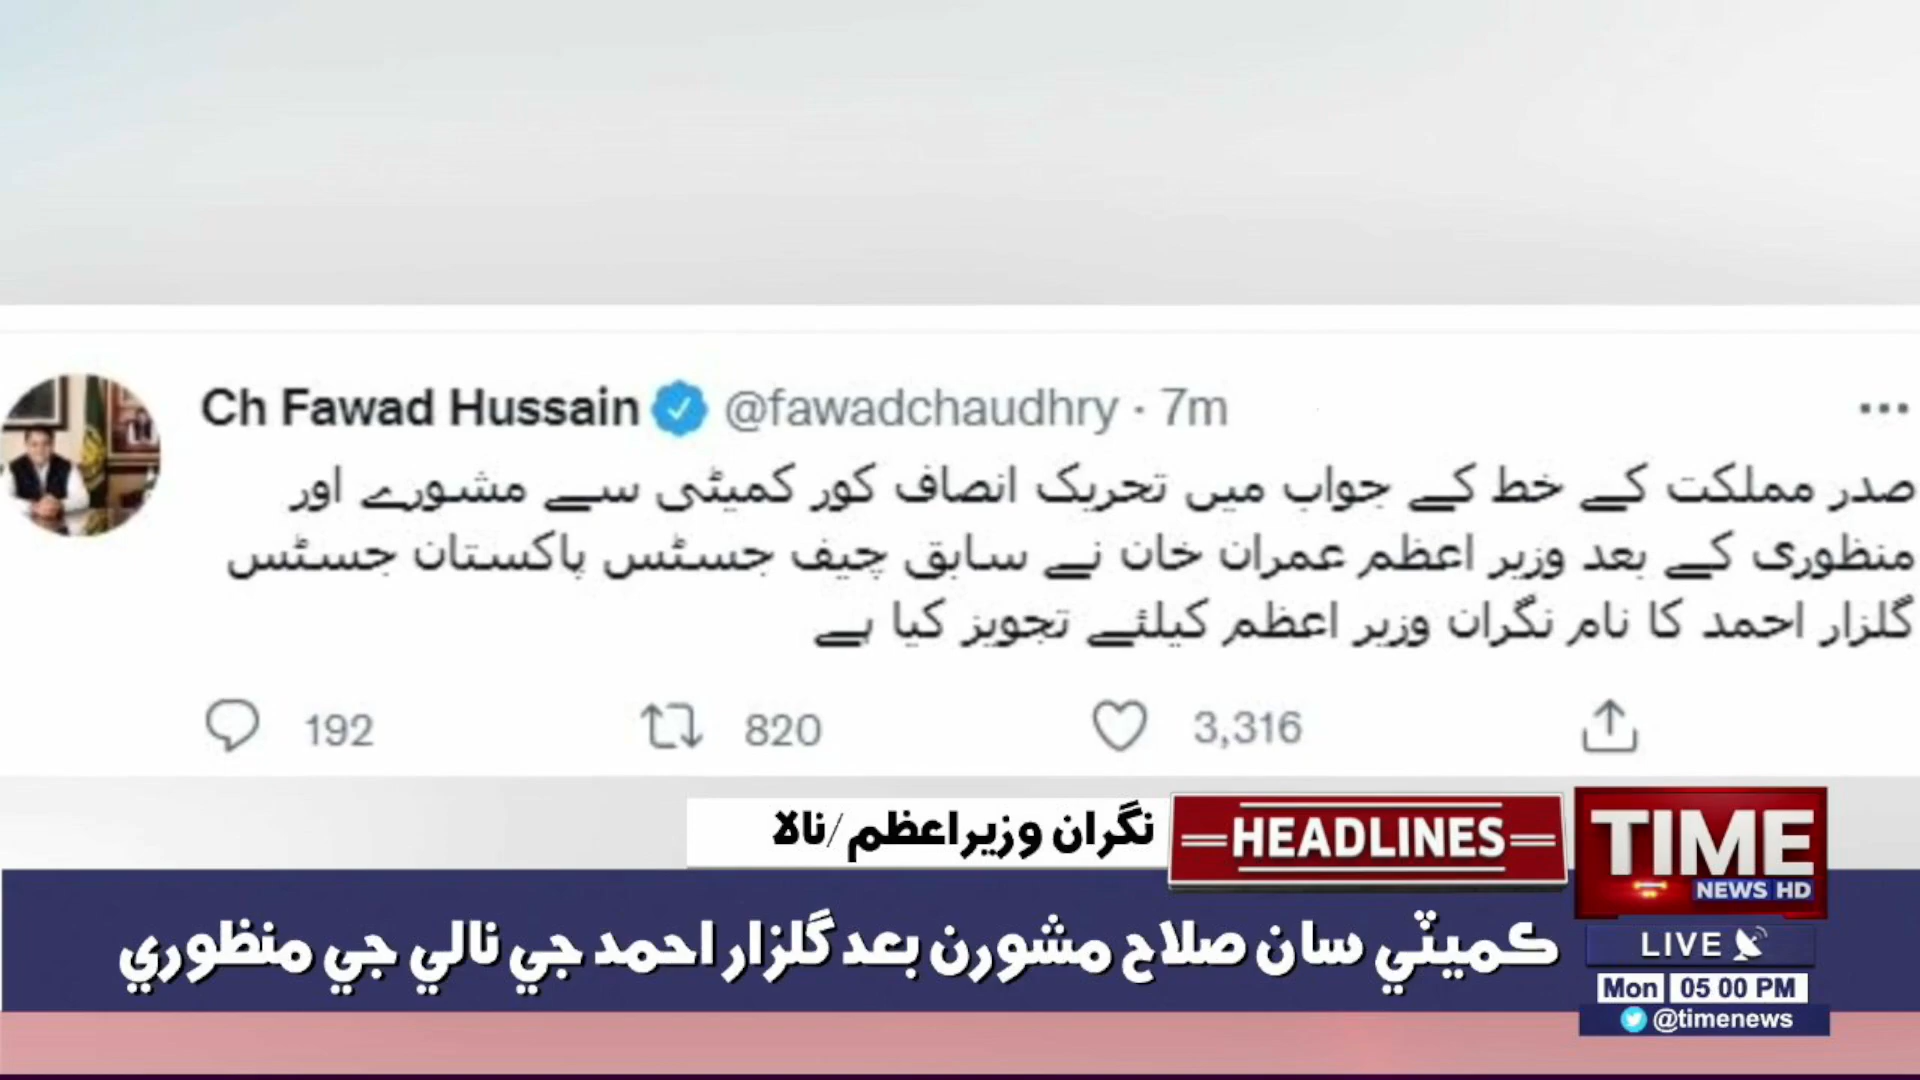 Ch Fawad Hussain @fawadchaudhry · 7m
صدر مملکت کے خط کے جواب میں تحریک انصاف کور کمیٹی سے مشورے اور
منظوری کے بعد وزیر اعظم عمران خان نے سابق چیف جسٹس پاکستان جسٹس
گلزار احمد کا نام نگران وزیر اعظم کیلئے تجویز کیا ہے
192 820 3,316
نگران وزيراعظم/نالا
HEADLINES
TIME
NEWS HD
ڪميٽي سان صلاح مشورن بعد گلزار احمد جي نالي جي منظوري
LIVE
Mon 05 00 PM
@timenews